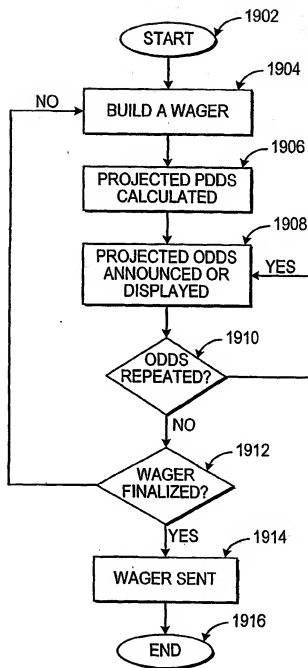 1902
START
1904
NO
BUILD A WAGER
1906
PROJECTED PDDS
CALCULATED
1908
PROJECTED ODDS
ANNOUNCED OR
DISPLAYED
YES
1910
ODDS
REPEATED?
NO
1912
WAGER
FINALIZED?
YES
1914
WAGER SENT
1916
END